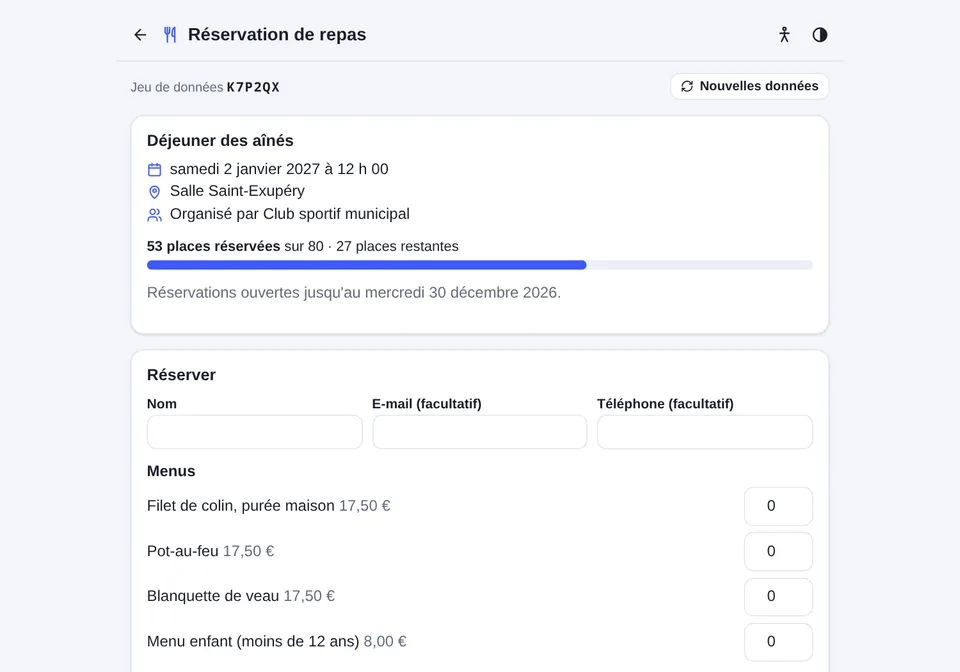 Réservation de repas
Jeu de données K7P2QX
Nouvelles données
Déjeuner des aînés
samedi 2 janvier 2027 à 12 h 00
Salle Saint-Exupéry
Organisé par Club sportif municipal
53 places réservées sur 80 · 27 places restantes
Réservations ouvertes jusqu'au mercredi 30 décembre 2026.
Réserver
Nom
E-mail (facultatif)
Téléphone (facultatif)
Menus
Filet de colin, purée maison 17,50 €
0
Pot-au-feu 17,50 €
0
Blanquette de veau 17,50 €
0
Menu enfant (moins de 12 ans) 8,00 €
0